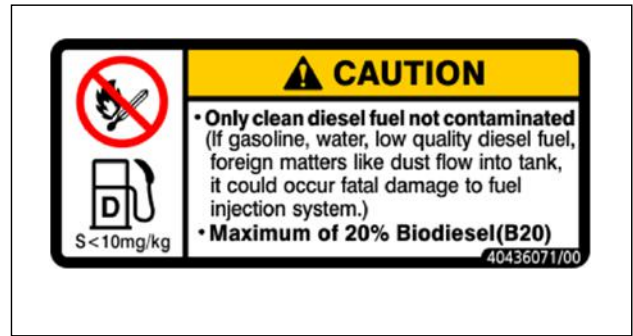 CAUTION
• Only clean diesel fuel not contaminated
(If gasoline, water, low quality diesel fuel,
foreign matters like dust flow into tank,
it could occur fatal damage to fuel
injection system.)
• Maximum of 20% Biodiesel(B20)
D
S<10mg/kg
40436071/00